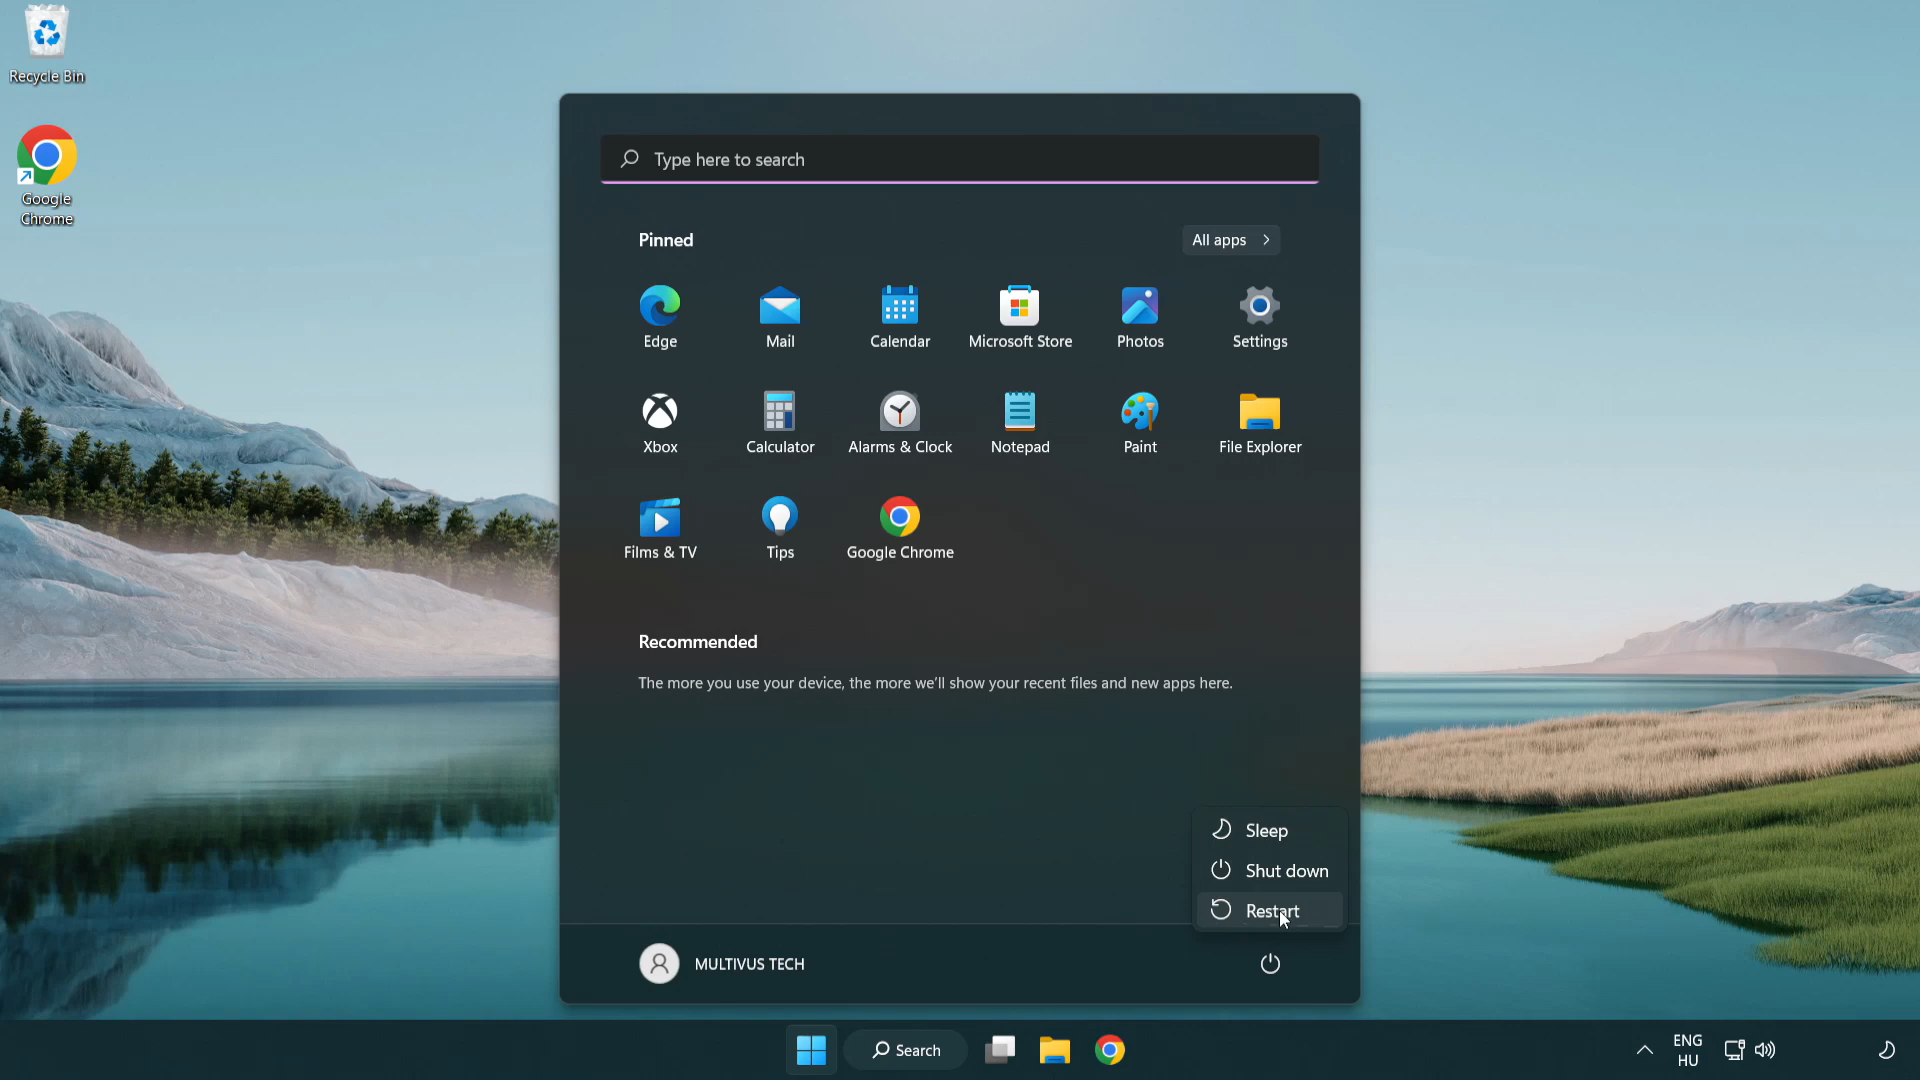 Recycle Bin
Google
Chrome
Type here to search
Pinned
All apps
Edge
Mail
Calendar
Microsoft Store
Photos
Settings
Xbox
Calculator
Alarms & Clock
Notepad
Paint
File Explorer
Films & TV
Tips
Google Chrome
Recommended
The more you use your device, the more we'll show your recent files and new apps here.
Sleep
Shut down
Restart
MULTIVUS TECH
Search
ENG
HU